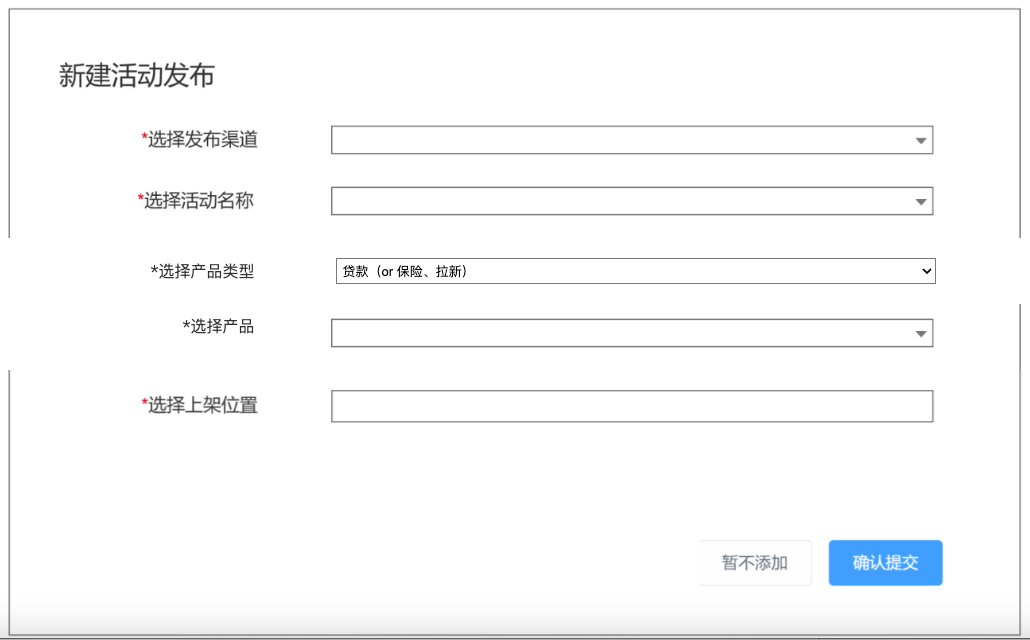 新建活动发布
*选择发布渠道
*选择活动名称
*选择产品类型
贷款（or 保险、拉新）
*选择产品
*选择上架位置
暂不添加
确认提交